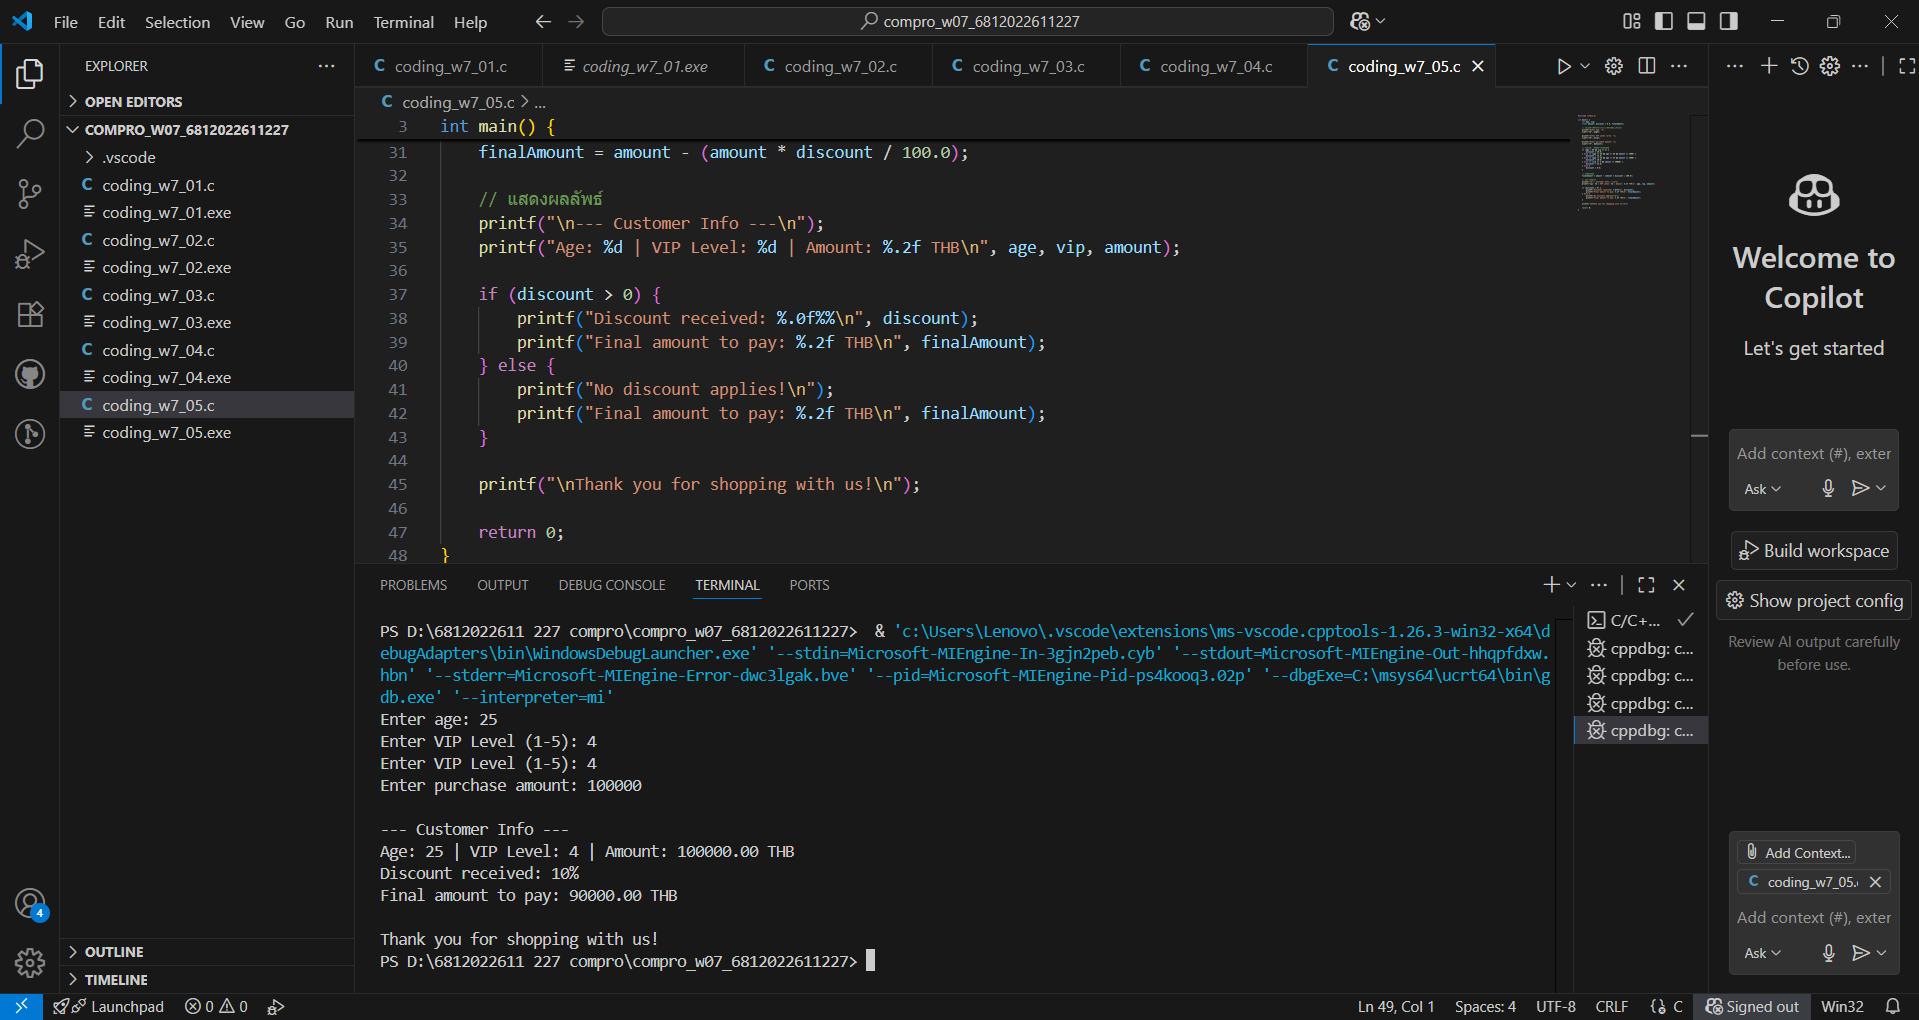 File Edit Selection View Go Run Terminal Help
compro_w07_6812022611227
EXPLORER
OPEN EDITORS
COMPRO_W07_6812022611227
.vscode
C coding_w7_01.c
coding_w7_01.exe
C coding_w7_02.c
coding_w7_02.exe
C coding_w7_03.c
coding_w7_03.exe
C coding_w7_04.c
coding_w7_04.exe
C coding_w7_05.c
coding_w7_05.exe
OUTLINE
TIMELINE
4
C coding_w7_01.c
coding_w7_01.exe
C coding_w7_02.c
C coding_w7_03.c
C coding_w7_04.c
C coding_w7_05.c
C coding_w7_05.c > ...
3 int main() {
31 finalAmount = amount - (amount * discount / 100.0);
32
33 // แสดงผลลัพธ์
34 printf("\n--- Customer Info ---\n");
35 printf("Age: %d | VIP Level: %d | Amount: %.2f THB\n", age, vip, amount);
36
37 if (discount > 0) {
38 printf("Discount received: %.0f%%\n", discount);
39 printf("Final amount to pay: %.2f THB\n", finalAmount);
40 } else {
41 printf("No discount applies!\n");
42 printf("Final amount to pay: %.2f THB\n", finalAmount);
43 }
44
45 printf("\nThank you for shopping with us!\n");
46
47 return 0;
48 }
PROBLEMS OUTPUT DEBUG CONSOLE TERMINAL PORTS
PS D:\6812022611 227 compro\compro_w07_6812022611227> & 'c:\Users\Lenovo\.vscode\extensions\ms-vscode.cpptools-1.26.3-win32-x64\d
ebugAdapters\bin\WindowsDebugLauncher.exe' '--stdin=Microsoft-MIEngine-In-3gjn2peb.cyb' '--stdout=Microsoft-MIEngine-Out-hhqpfdxw.
hbn' '--stderr=Microsoft-MIEngine-Error-dwc3lgak.bve' '--pid=Microsoft-MIEngine-Pid-ps4kooq3.02p' '--dbgExe=C:\msys64\ucrt64\bin\g
db.exe' '--interpreter=mi'
Enter age: 25
Enter VIP Level (1-5): 4
Enter VIP Level (1-5): 4
Enter purchase amount: 100000
--- Customer Info ---
Age: 25 | VIP Level: 4 | Amount: 100000.00 THB
Discount received: 10%
Final amount to pay: 90000.00 THB
Thank you for shopping with us!
PS D:\6812022611 227 compro\compro_w07_6812022611227>
C/C+...
cppdbg: c...
cppdbg: c...
cppdbg: c...
cppdbg: c...
Welcome to
Copilot
Let's get started
Add context (#), exter
Ask
Build workspace
Show project config
Review AI output carefully
before use.
Add Context...
C coding_w7_05.
Add context (#), exter
Ask
Launchpad 0 0
Ln 49, Col 1 Spaces: 4 UTF-8 CRLF {} C Signed out Win32